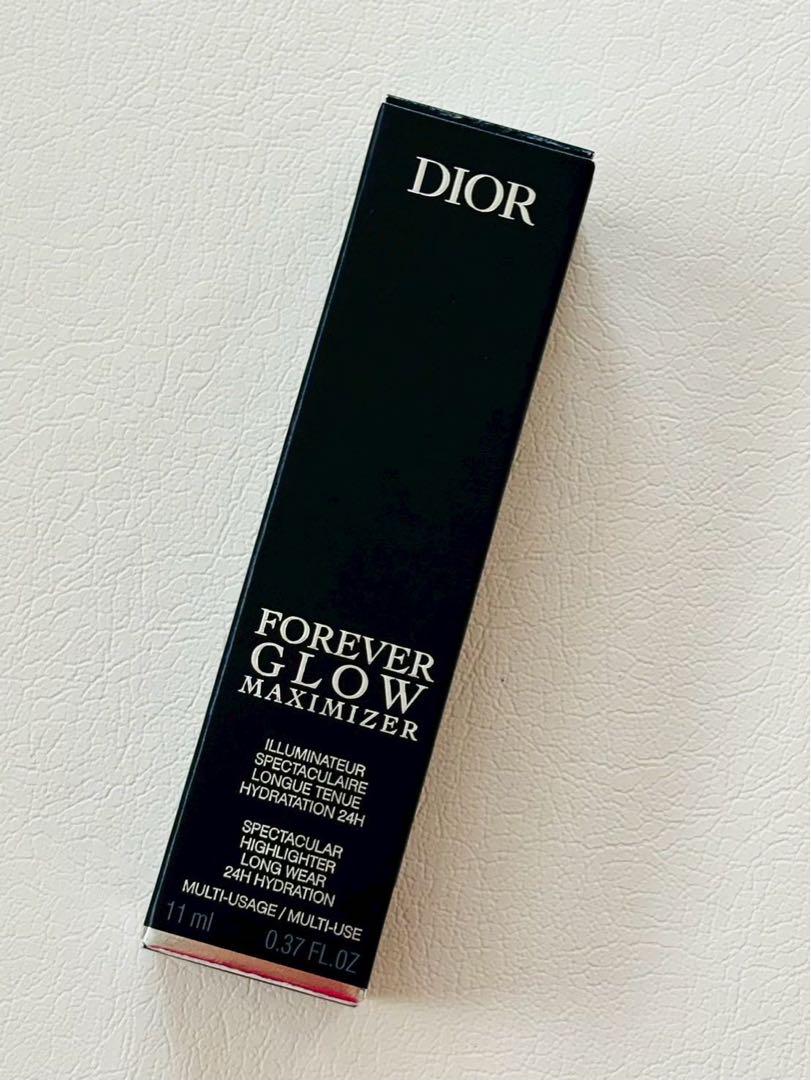 DIOR
FOREVER
GLOW
MAXIMIZER
ILLUMINATEUR
SPECTACULAIRE
LONGUE TENUE
HYDRATATION 24H
SPECTACULAR
HIGHLIGHTER
LONG WEAR
24H HYDRATION
MULTI-USAGE / MULTI-USE
11 ml 0.37 FL.OZ